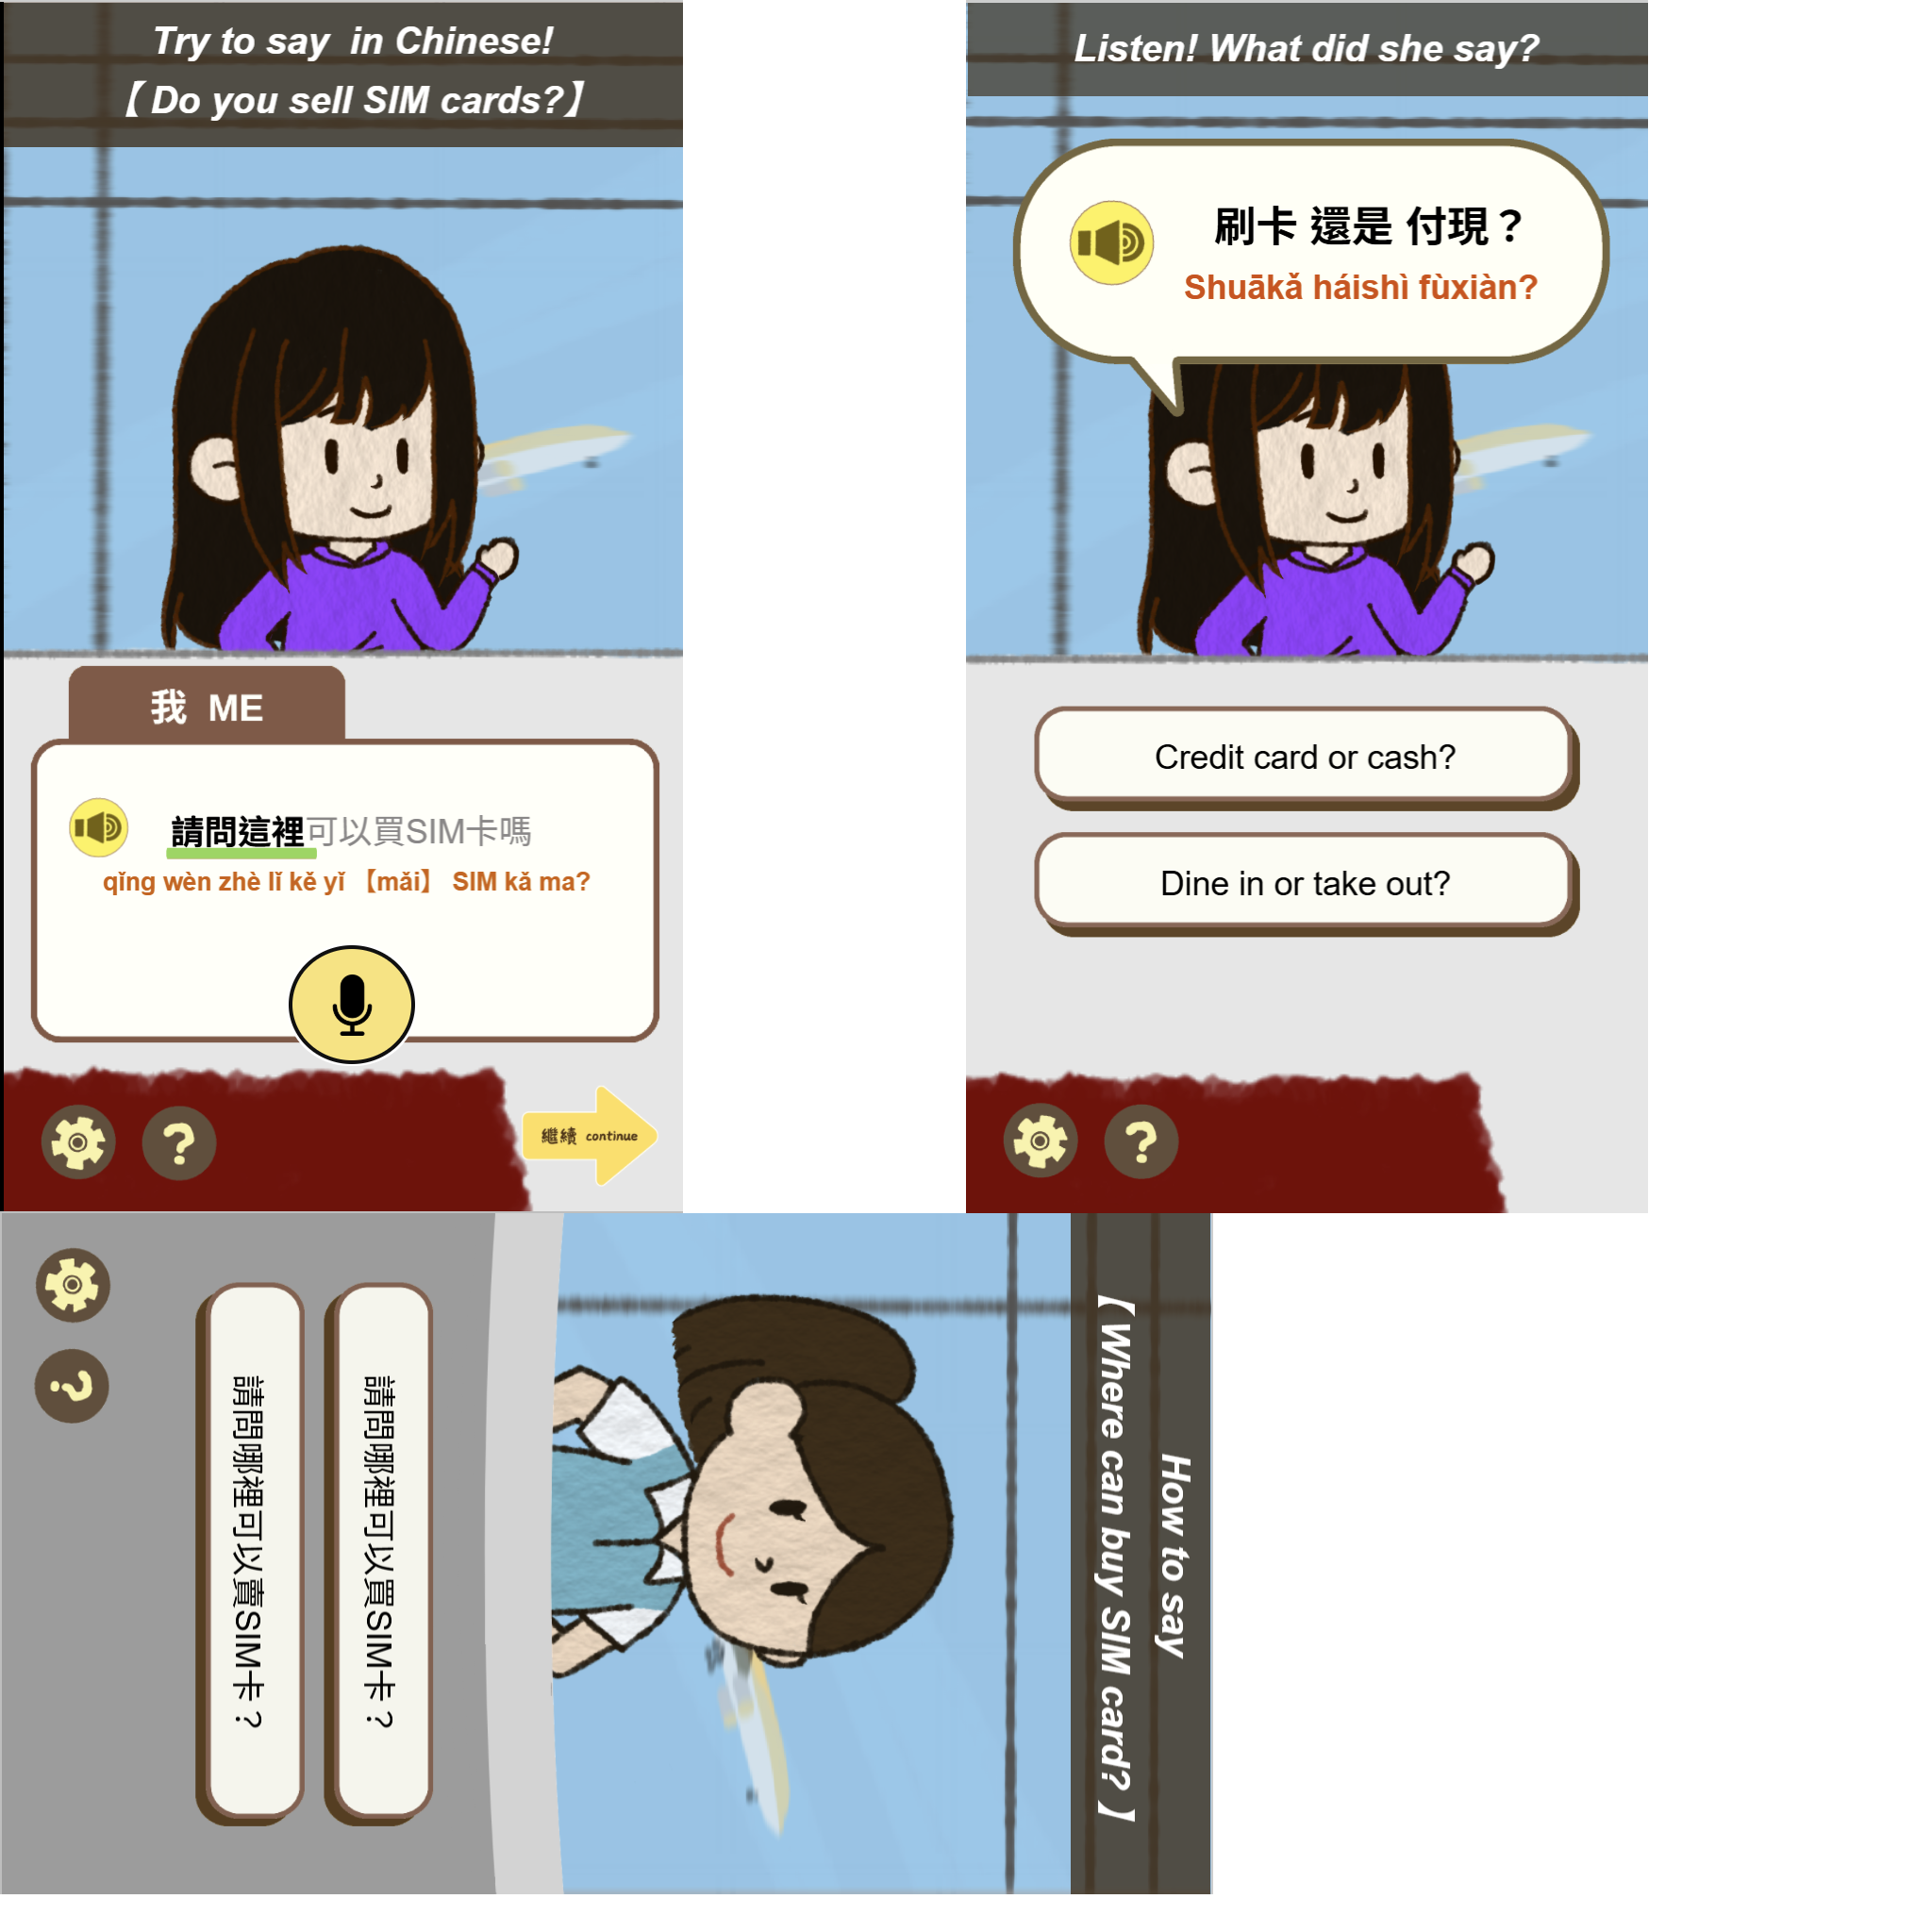 Try to say in Chinese!
【 Do you sell SIM cards?】
我 ME
請問這裡可以買SIM卡嗎
qǐng wèn zhè lǐ kě yǐ 【mǎi】 SIM kǎ ma?
繼續 continue
Listen! What did she say?
刷卡 還是 付現？
Shuākǎ háishì fùxiàn?
Credit card or cash?
Dine in or take out?
How to say
【 Where can buy SIM card? 】
請問哪裡可以買SIM卡？
請問哪裡可以賣SIM卡？